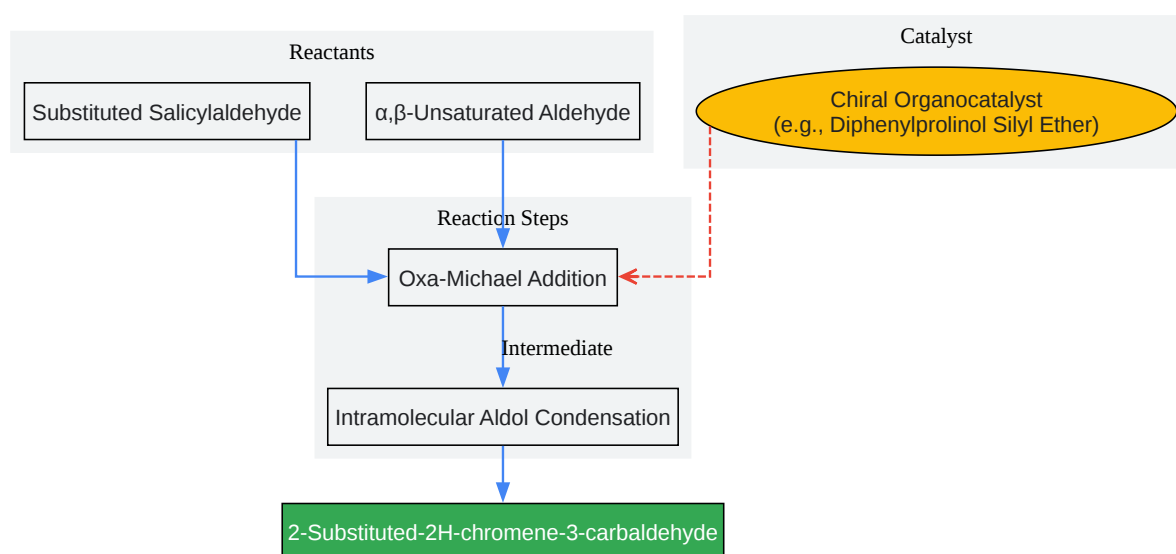 Reactants
Catalyst
Substituted Salicylaldehyde
α,β-Unsaturated Aldehyde
Chiral Organocatalyst
(e.g., Diphenylprolinol Silyl Ether)
Reaction Steps
Oxa-Michael Addition
Intermediate
Intramolecular Aldol Condensation
2-Substituted-2H-chromene-3-carbaldehyde